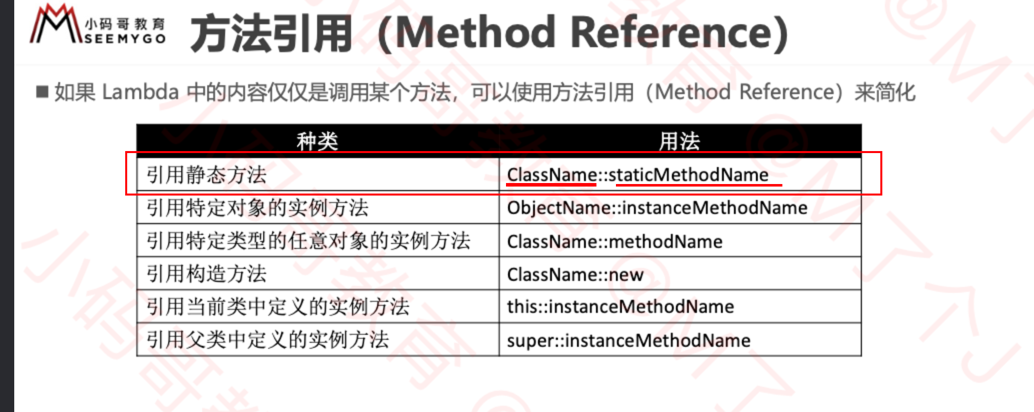 小码哥教育
SEEMYGO
方法引用（Method Reference）
■ 如果 Lambda 中的内容仅仅是调用某个方法，可以使用方法引用（Method Reference）来简化
种类 用法
引用静态方法 ClassName::staticMethodName
引用特定对象的实例方法 ObjectName::instanceMethodName
引用特定类型的任意对象的实例方法 ClassName::methodName
引用构造方法 ClassName::new
引用当前类中定义的实例方法 this::instanceMethodName
引用父类中定义的实例方法 super::instanceMethodName